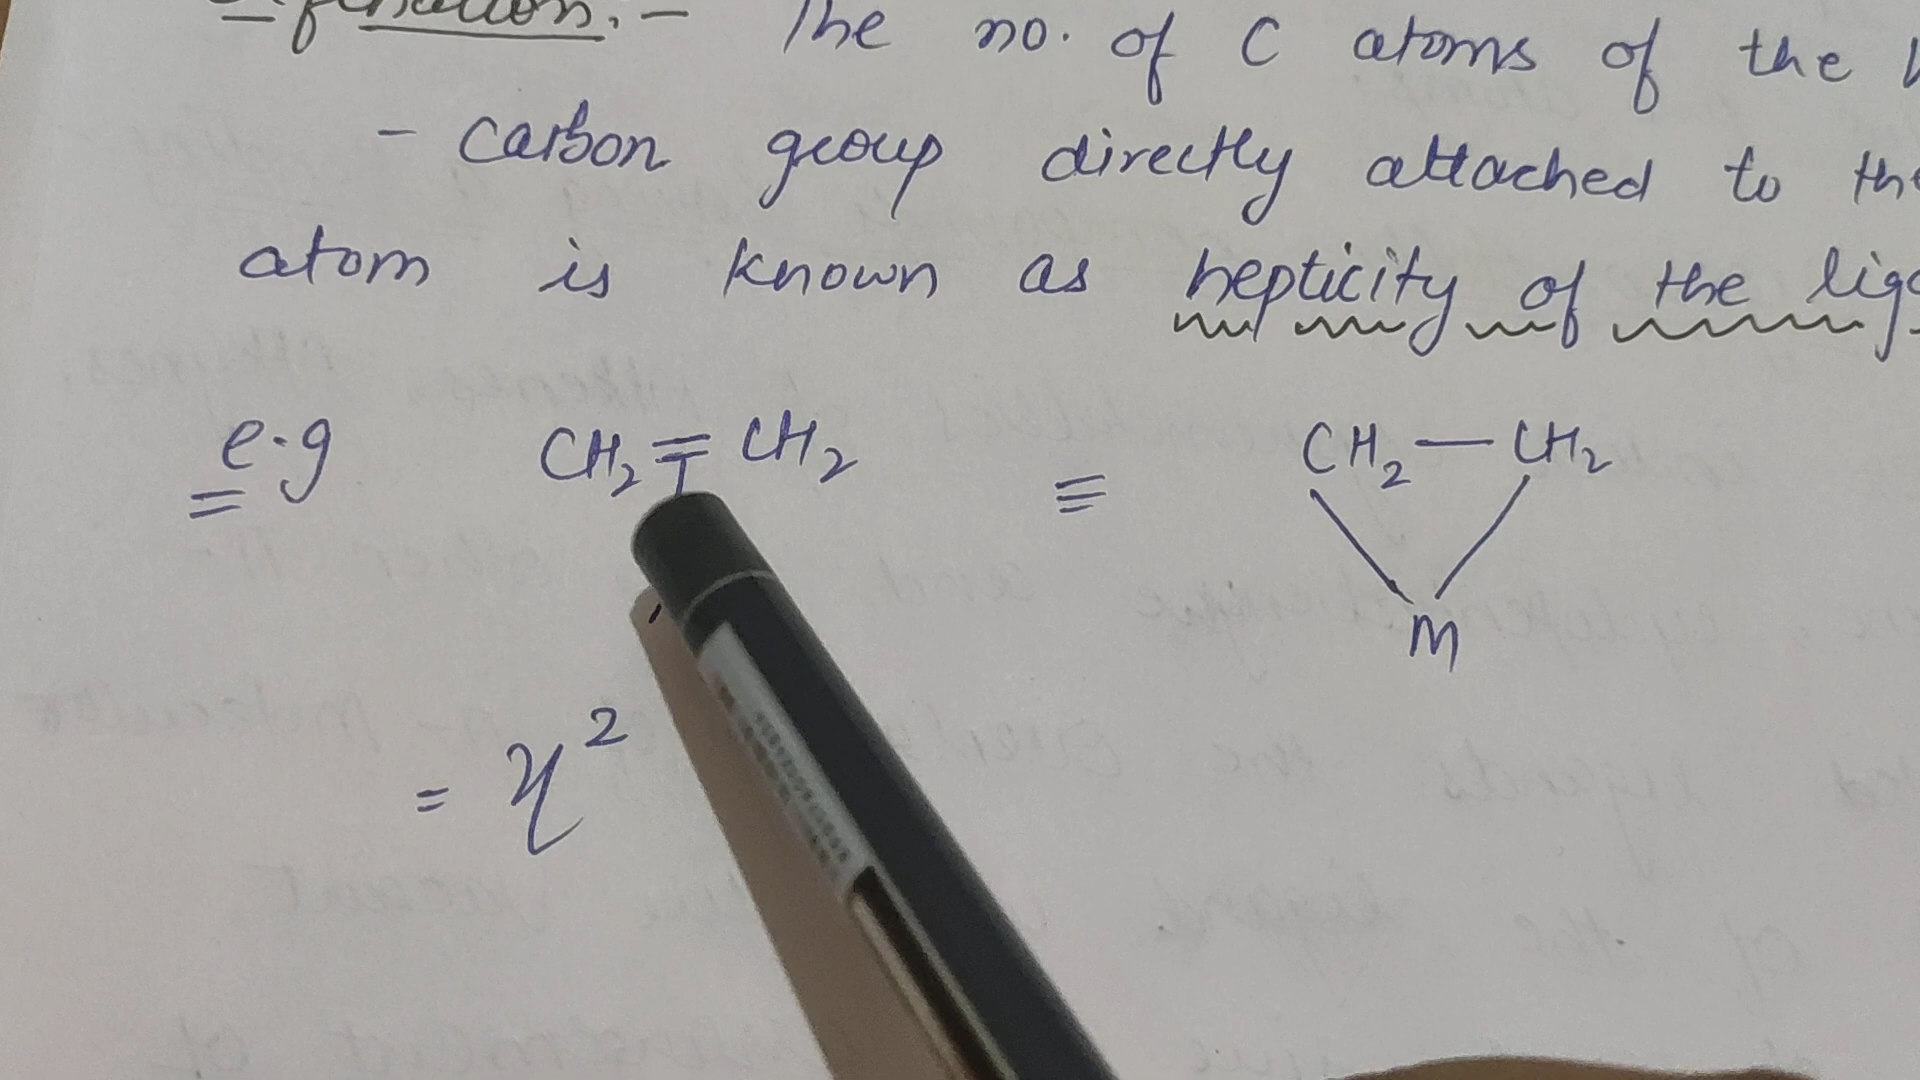 Definition:- The no. of C atoms of the
- carbon group directly attached to the
atom is known as hepticity of the
e.g CH2=CH2 ≡ CH2—CH2
M
= η2